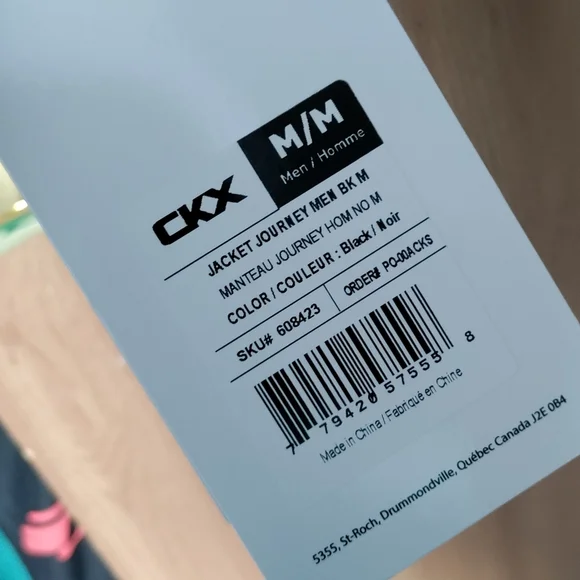 M/M
Men / Homme
CKX
JACKET JOURNEY MEN BK M
MANTEAU JOURNEY HOM NO M
COLOR / COULEUR : Black / Noir
SKU# 608423
ORDER# PO-00ACKS
7 79420 57555 8
Made in China / Fabriqué en Chine
5355, St-Roch, Drummondville, Québec Canada J2E 0B4